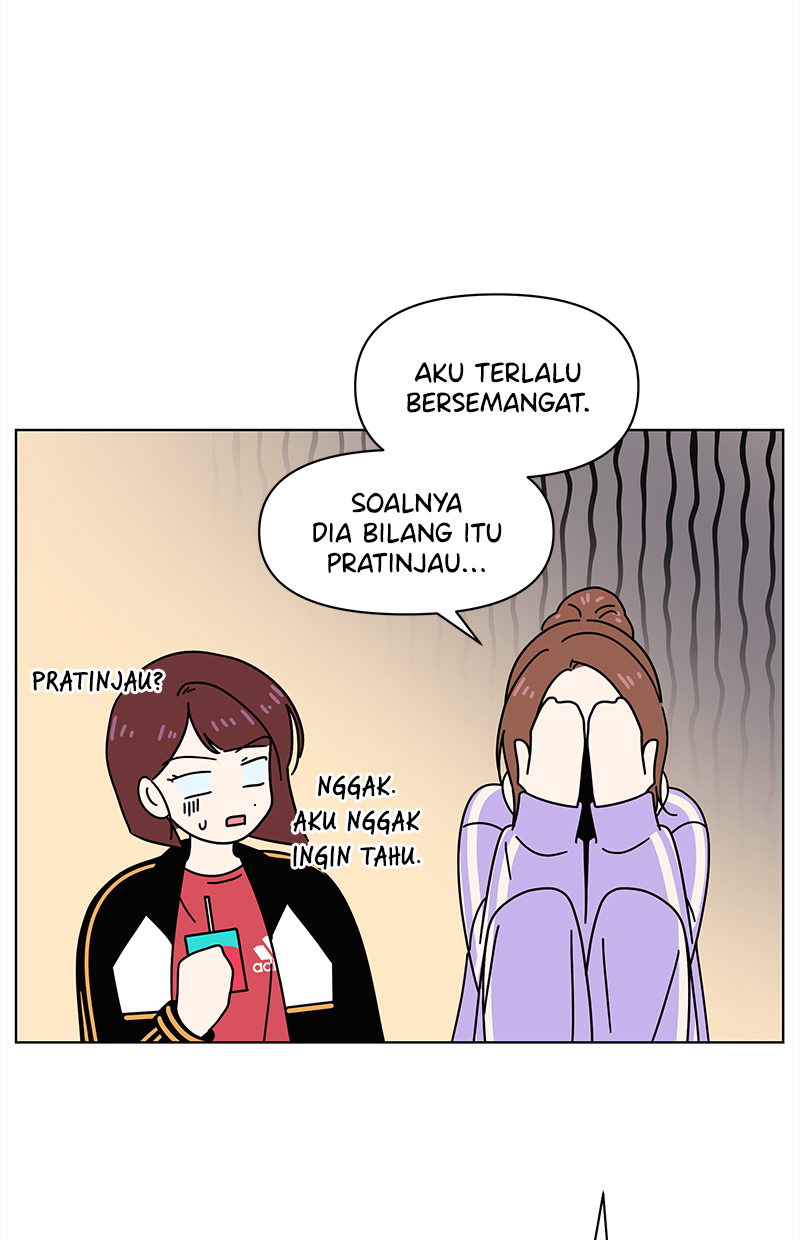 AKU TERLALU
BERSEMANGAT.
SOALNYA
DIA BILANG ITU
PRATINJAU...
PRATINJAU?
NGGAK.
AKU NGGAK
INGIN TAHU.